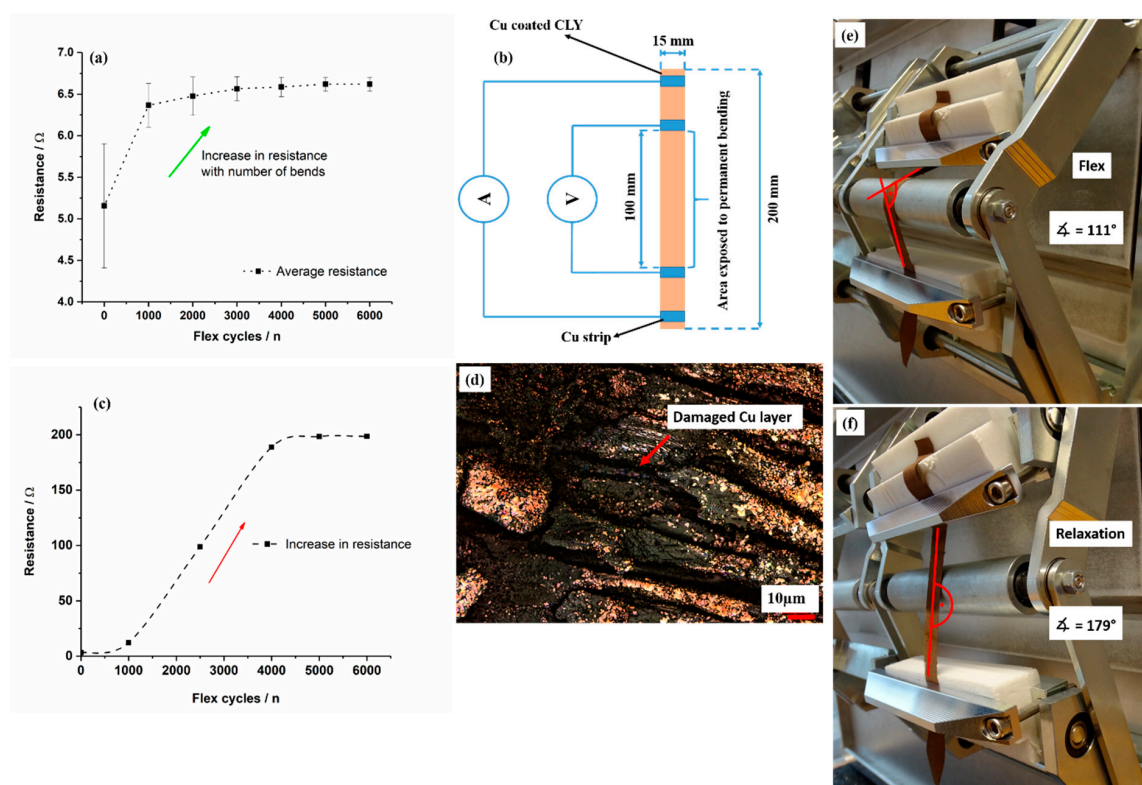 (a)
7.0
6.5
6.0
5.5
5.0
4.5
4.0
Resistance / Ω
Increase in resistance
with number of bends
Average resistance
0 1000 2000 3000 4000 5000 6000
Flex cycles / n
(b)
Cu coated CLY
15 mm
A
V
100 mm
Area exposed to permanent bending
200 mm
Cu strip
(c)
200
150
100
50
0
Resistance / Ω
Increase in resistance
0 1000 2000 3000 4000 5000 6000
Flex cycles / n
(d)
Damaged Cu layer
10μm
(e)
Flex
∡ = 111°
(f)
Relaxation
∡ = 179°